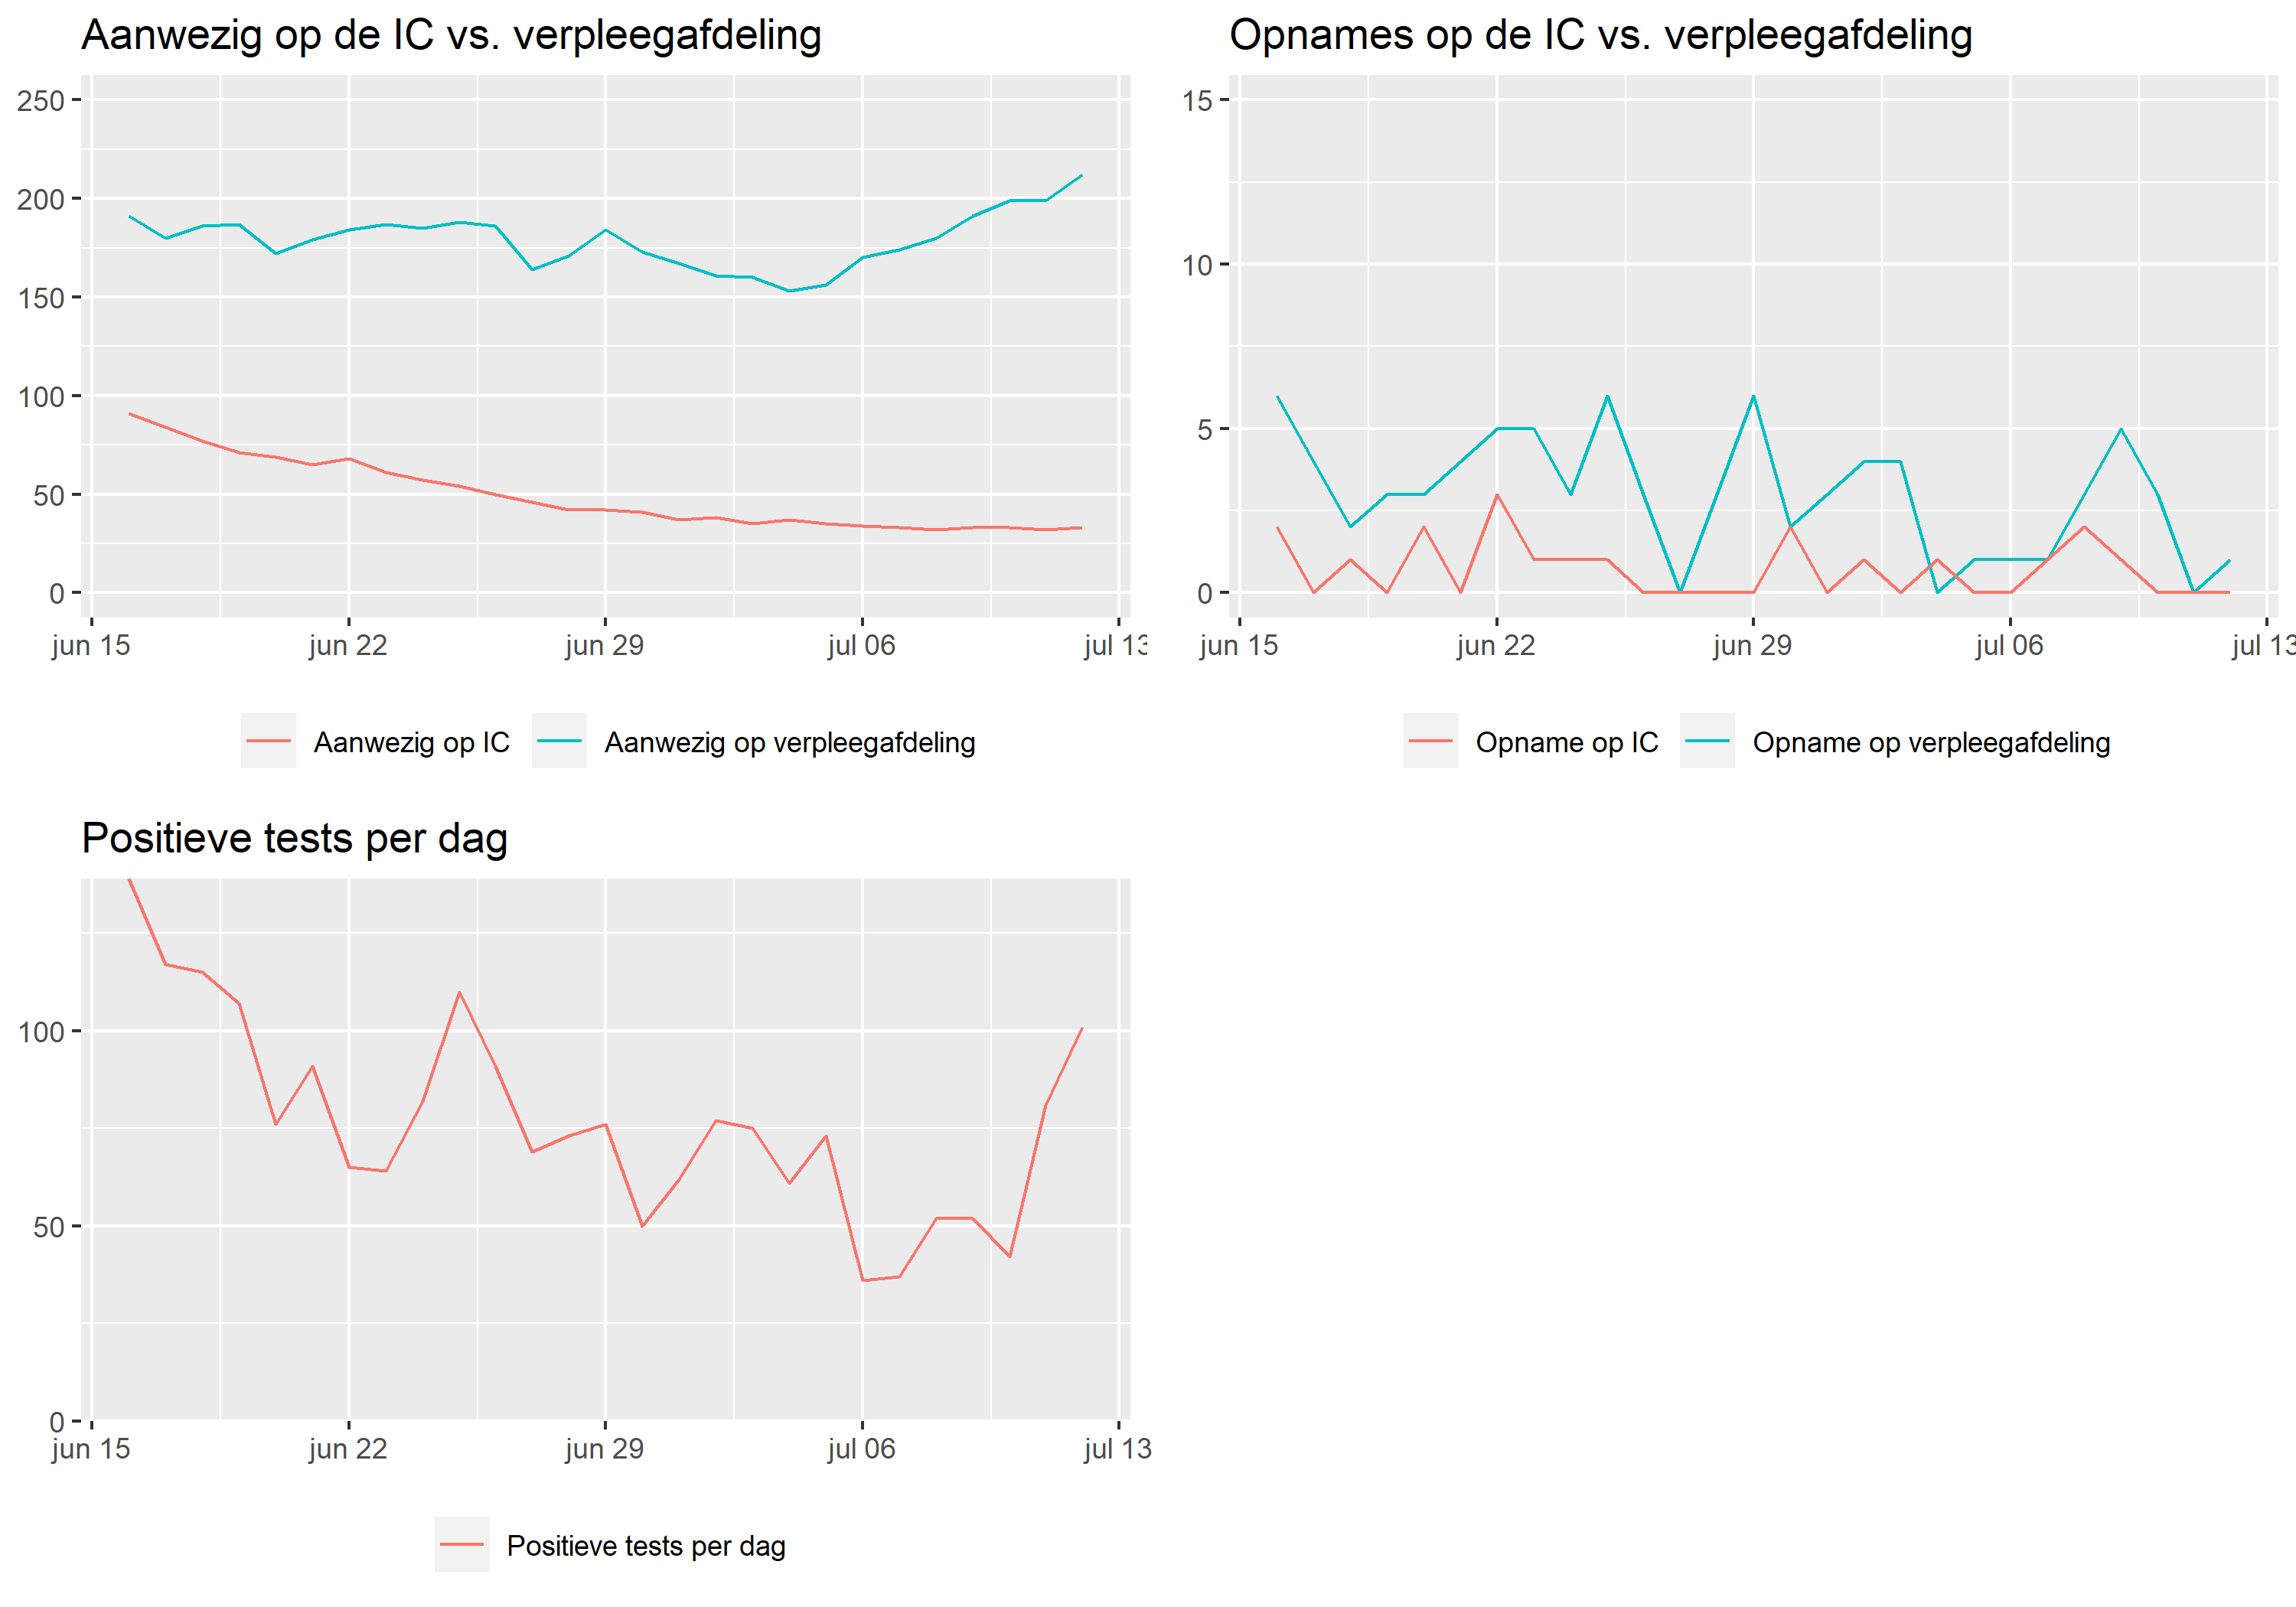 Aanwezig op de IC vs. verpleegafdeling
250
200
150
100
50
0
jun 15 jun 22 jun 29 jul 06 jul 13
Aanwezig op IC Aanwezig op verpleegafdeling
Opnames op de IC vs. verpleegafdeling
15
10
5
0
jun 15 jun 22 jun 29 jul 06 jul 13
Opname op IC Opname op verpleegafdeling
Positieve tests per dag
100
50
0
jun 15 jun 22 jun 29 jul 06 jul 13
Positieve tests per dag